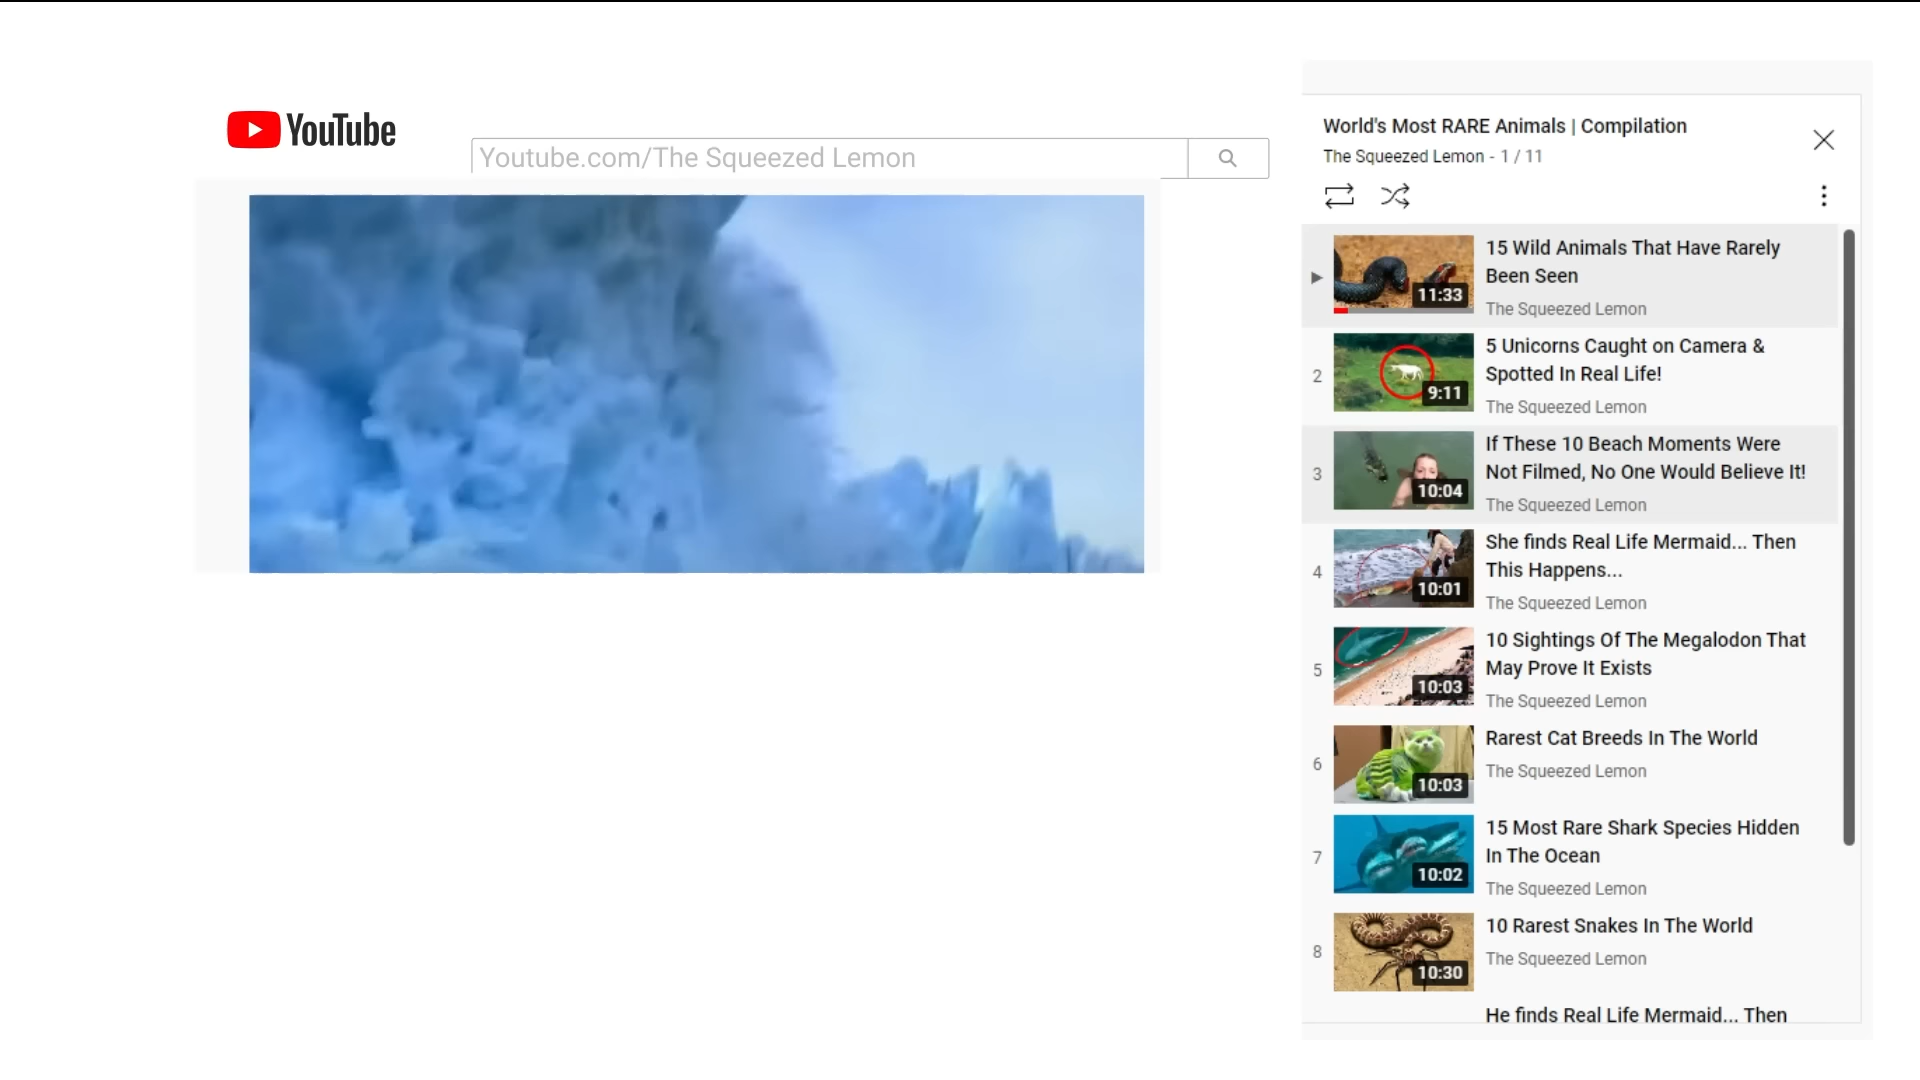 YouTube
Youtube.com/The Squeezed Lemon
World's Most RARE Animals | Compilation
The Squeezed Lemon - 1 / 11
15 Wild Animals That Have Rarely
Been Seen
The Squeezed Lemon
11:33
2
5 Unicorns Caught on Camera &
Spotted In Real Life!
The Squeezed Lemon
9:11
3
If These 10 Beach Moments Were
Not Filmed, No One Would Believe It!
The Squeezed Lemon
10:04
4
She finds Real Life Mermaid... Then
This Happens...
The Squeezed Lemon
10:01
5
10 Sightings Of The Megalodon That
May Prove It Exists
The Squeezed Lemon
10:03
6
Rarest Cat Breeds In The World
The Squeezed Lemon
10:03
7
15 Most Rare Shark Species Hidden
In The Ocean
The Squeezed Lemon
10:02
8
10 Rarest Snakes In The World
The Squeezed Lemon
10:30
He finds Real Life Mermaid... Then